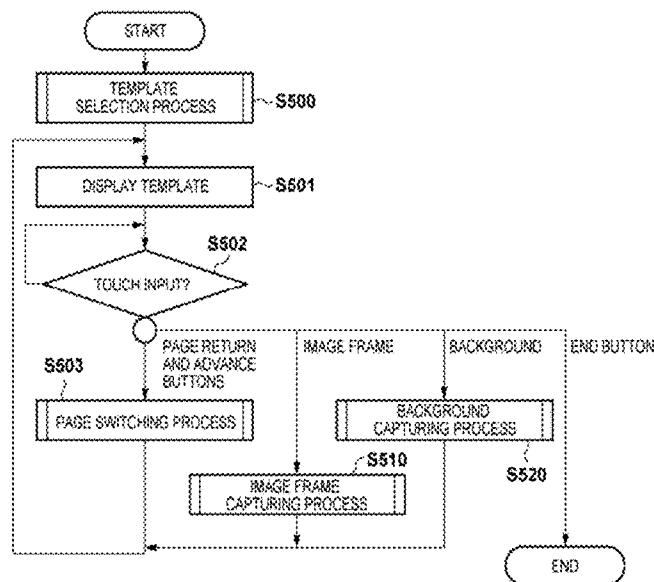 START
TEMPLATE
SELECTION PROCESS
S500
DISPLAY TEMPLATE
S501
S502
TOUCH INPUT?
PAGE RETURN
AND ADVANCE
BUTTONS
IMAGE FRAME
BACKGROUND
END BUTTON
S503
PAGE SWITCHING PROCESS
BACKGROUND
CAPTURING PROCESS
S520
S510
IMAGE FRAME
CAPTURING PROCESS
END